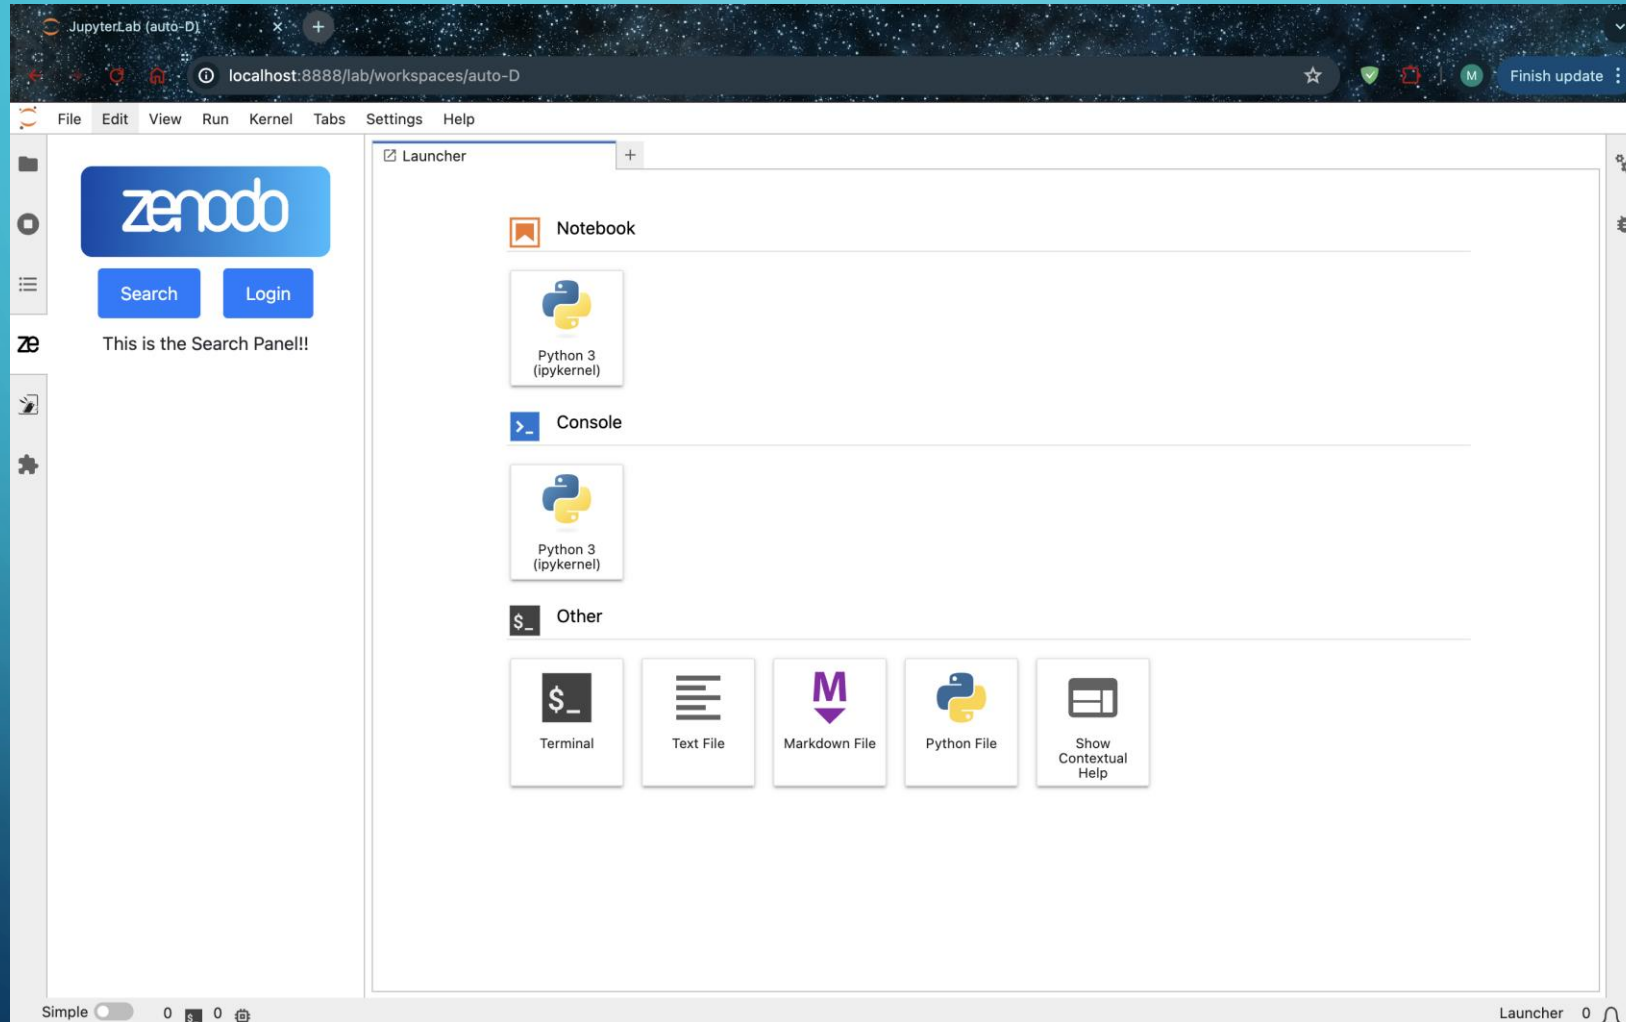 JupyterLab (auto-D)
localhost:8888/lab/workspaces/auto-D
M
Finish update
File Edit View Run Kernel Tabs Settings Help
Launcher
zenodo
Search Login
This is the Search Panel!!
ze
Notebook
Python 3
(ipykernel)
Console
Python 3
(ipykernel)
$_ Other
$_
Terminal
Text File
M
Markdown File
Python File
Show
Contextual
Help
Simple 0 $ 0
Launcher 0